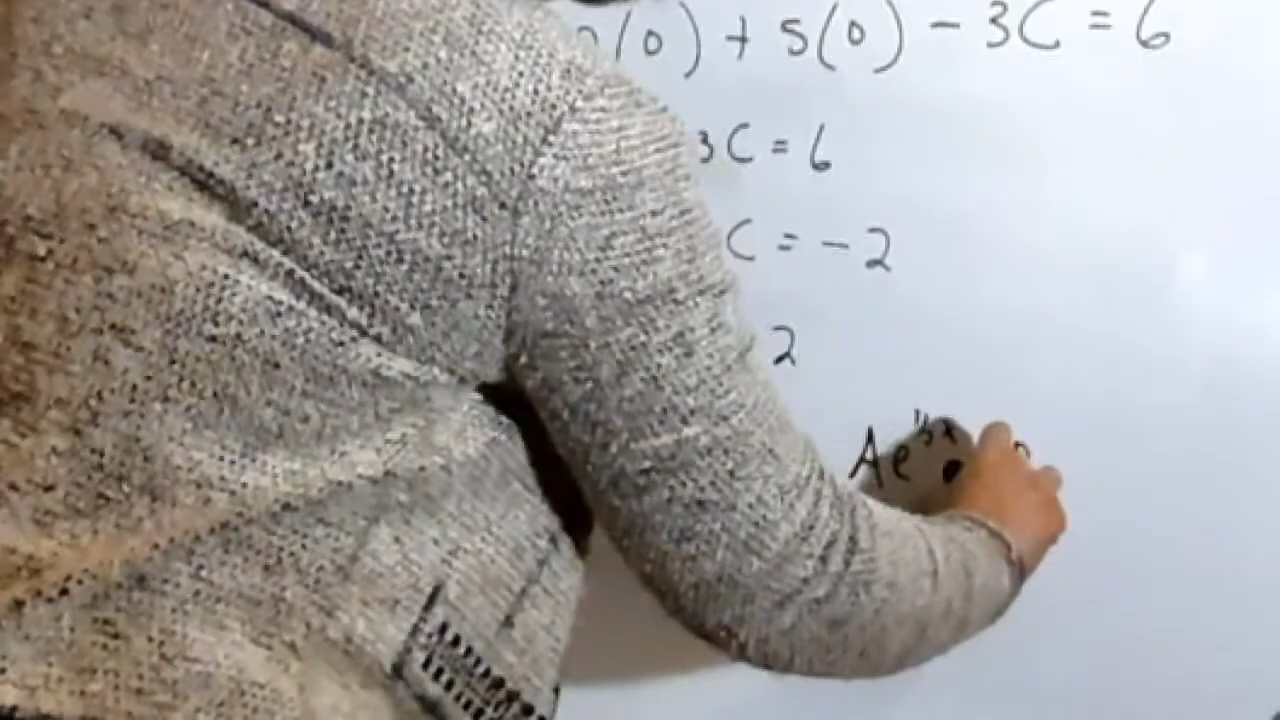 (0) + 5(0) - 3C = 6
3C = 6
C = -2
2
Ae